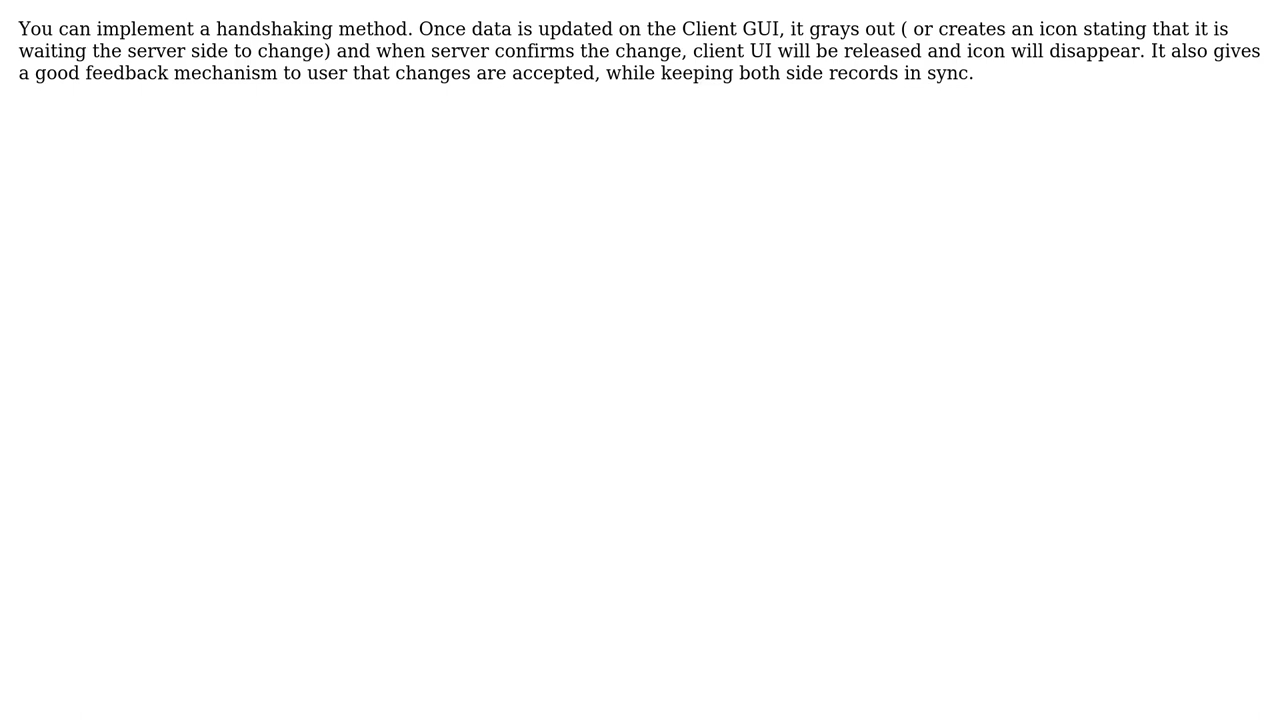 You can implement a handshaking method. Once data is updated on the Client GUI, it grays out ( or creates an icon stating that it is
waiting the server side to change) and when server confirms the change, client UI will be released and icon will disappear. It also gives
a good feedback mechanism to user that changes are accepted, while keeping both side records in sync.